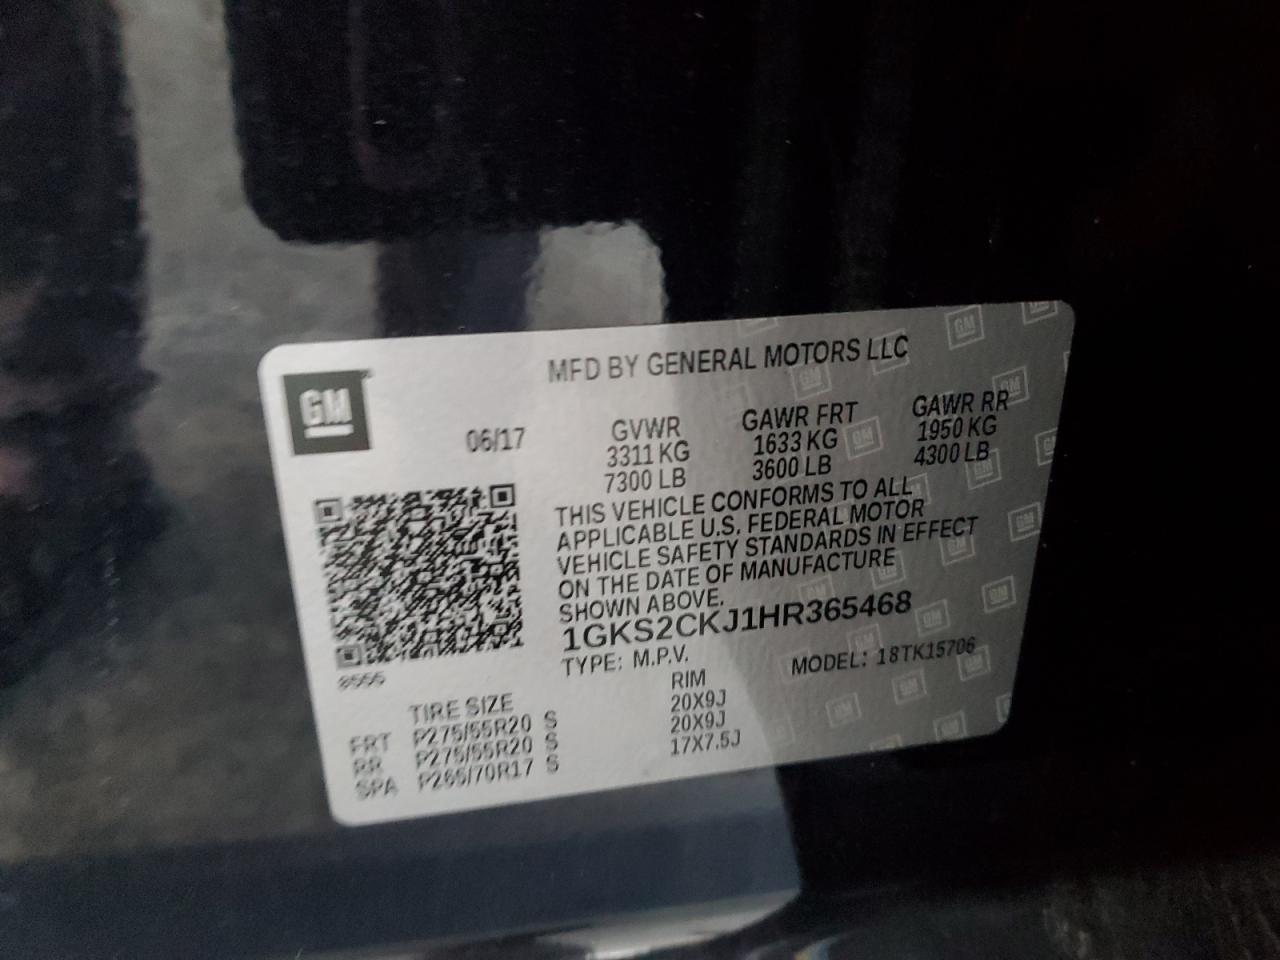 MFD BY GENERAL MOTORS LLC
GM
06/17
GVWR GAWR FRT GAWR RR
3311 KG 1633 KG 1950 KG
7300 LB 3600 LB 4300 LB
THIS VEHICLE CONFORMS TO ALL
APPLICABLE U.S. FEDERAL MOTOR
VEHICLE SAFETY STANDARDS IN EFFECT
ON THE DATE OF MANUFACTURE
SHOWN ABOVE.
1GKS2CKJ1HR365468
TYPE: M.P.V. MODEL: 18TK15706
TIRE SIZE RIM
FRT P275/55R20 S 20X9J
RR P275/55R20 S 20X9J
SPA P265/70R17 S 17X7.5J